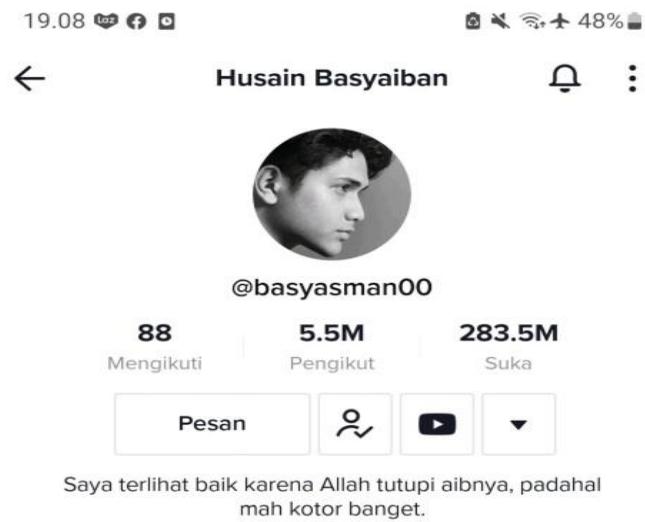 19.08 Laz 48%
Husain Basyaiban
@basyasman00
88 5.5M 283.5M
Mengikuti Pengikut Suka
Pesan
Saya terlihat baik karena Allah tutupi aibnya, padahal
mah kotor banget.